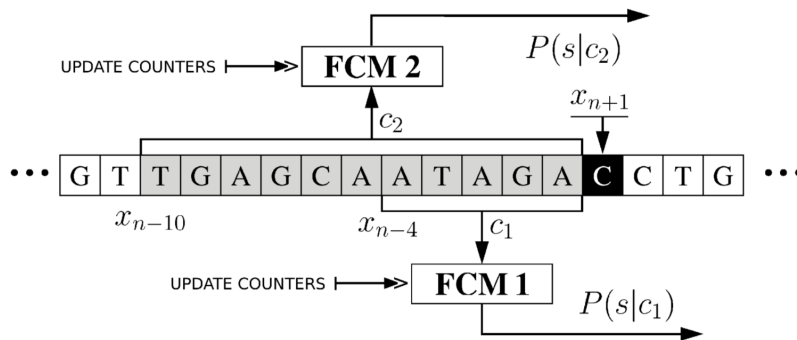 P(s|c₂)
UPDATE COUNTERS FCM 2
xₙ₊₁
c₂
... G T T G A G C A A T A G A C C T G ...
xₙ₋₁₀ xₙ₋₄ c₁
UPDATE COUNTERS FCM 1
P(s|c₁)